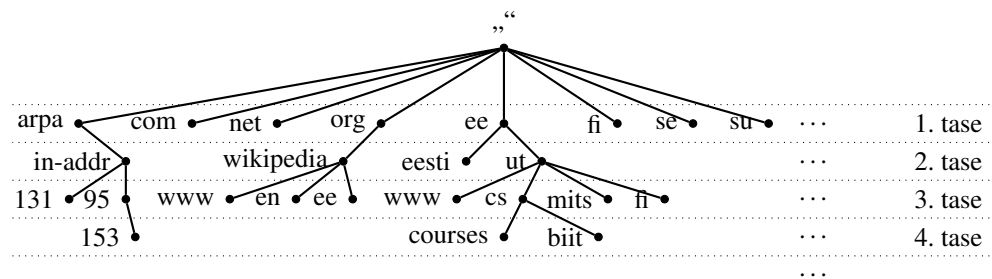 „“
arpa com net org ee fi se su ··· 1. tase
in-addr wikipedia eesti ut ··· 2. tase
131 95 www en ee www cs mits fi ··· 3. tase
153 courses biit ··· 4. tase
···